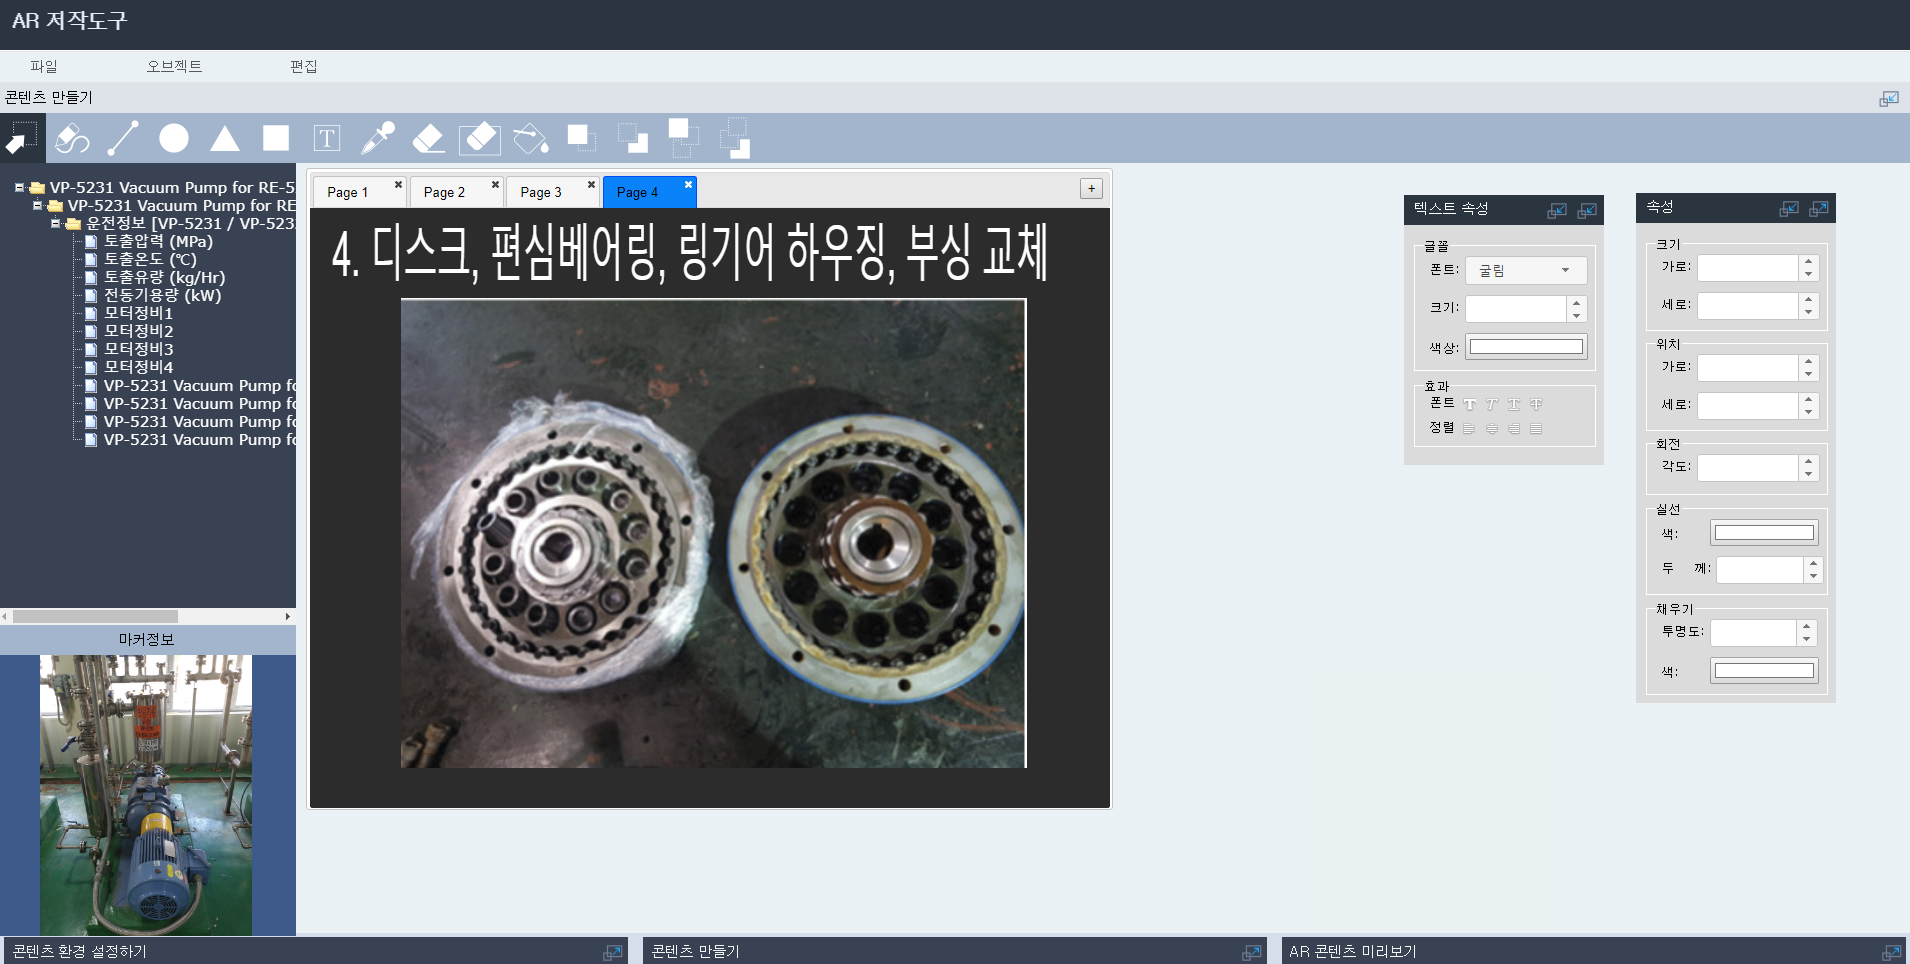 AR 저작도구
파일 오브젝트 편집
콘텐츠 만들기
T
VP-5231 Vacuum Pump for RE-5
VP-5231 Vacuum Pump for RE
운전정보 [VP-5231 / VP-523
토출압력 (MPa)
토출온도 (℃)
토출유량 (kg/Hr)
전동기용량 (kW)
모터정비1
모터정비2
모터정비3
모터정비4
VP-5231 Vacuum Pump fo
VP-5231 Vacuum Pump fo
VP-5231 Vacuum Pump fo
VP-5231 Vacuum Pump fo
마커정보
Page 1 Page 2 Page 3 Page 4 +
4. 디스크, 편심베어링, 링기어 하우징, 부싱 교체
텍스트 속성
글꼴
폰트: 굴림
크기:
색상:
효과
폰트 T T T T
정렬
속성
크기
가로:
세로:
위치
가로:
세로:
회전
각도:
실선
색:
두 께:
채우기
투명도:
색:
콘텐츠 환경 설정하기
콘텐츠 만들기
AR 콘텐츠 미리보기